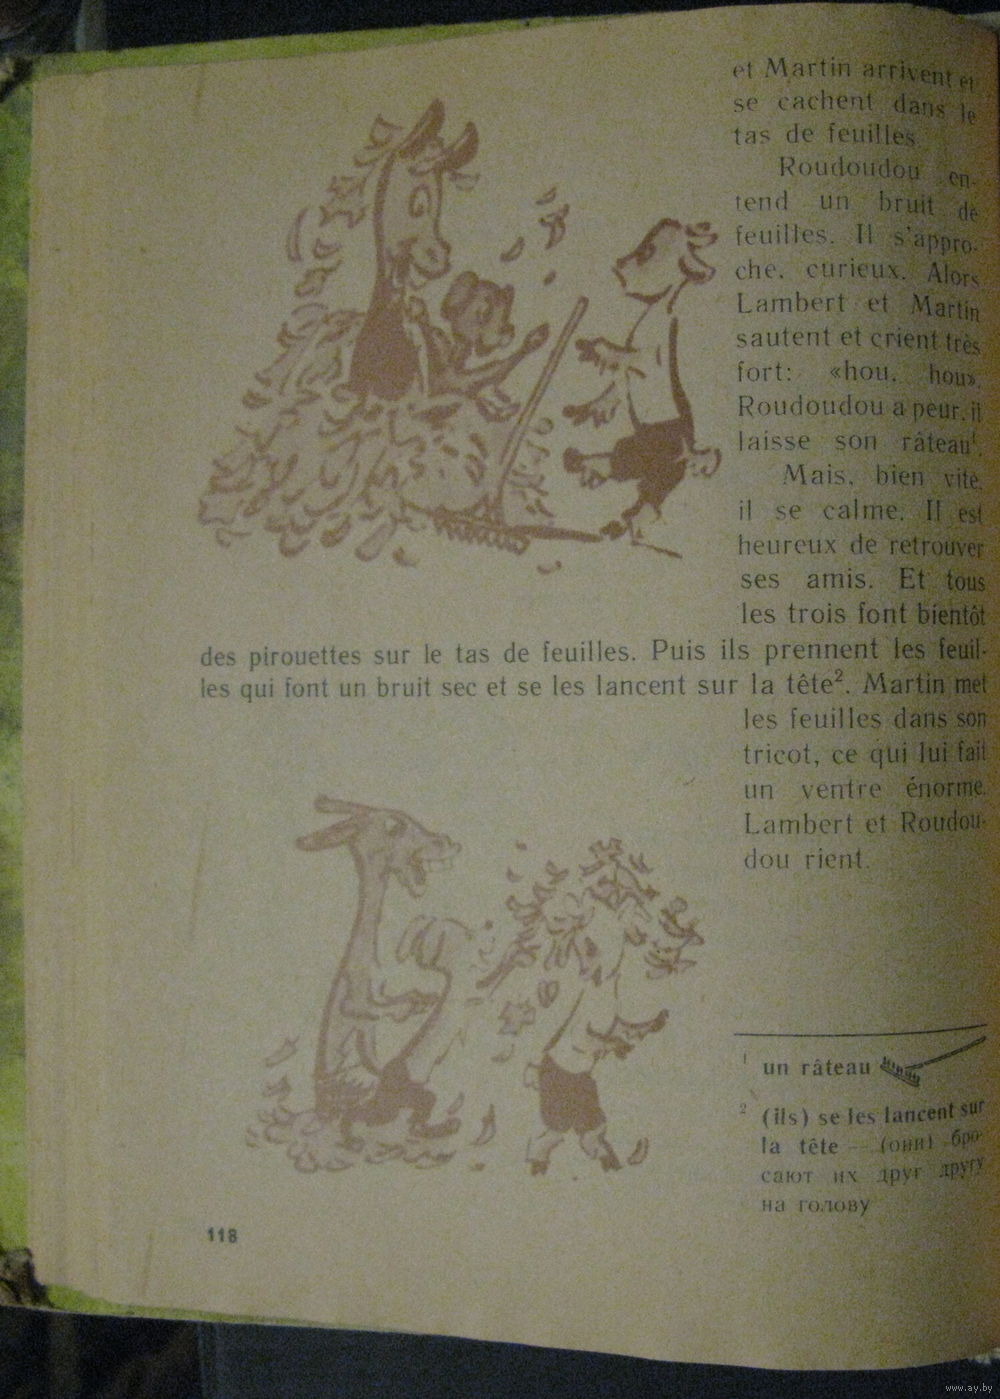 et Martin arrivent et
se cachent dans le
tas de feuilles.
Roudoudou en-
tend un bruit de
feuilles. Il s'appro-
che, curieux. Alors
Lambert et Martin
sautent et crient très
fort: «hou, hou».
Roudoudou a peur, il
laisse son râteau¹.
Mais, bien vite,
il se calme. Il est
heureux de retrouver
ses amis. Et tous
les trois font bientôt
des pirouettes sur le tas de feuilles. Puis ils prennent les feuil-
les qui font un bruit sec et se les lancent sur la tête². Martin met
les feuilles dans son
tricot, ce qui lui fait
un ventre énorme.
Lambert et Roudou-
dou rient.
¹ un râteau
² (ils) se les lancent sur
la tête — (они) бро-
сают их друг другу
на голову
118
www.ay.by